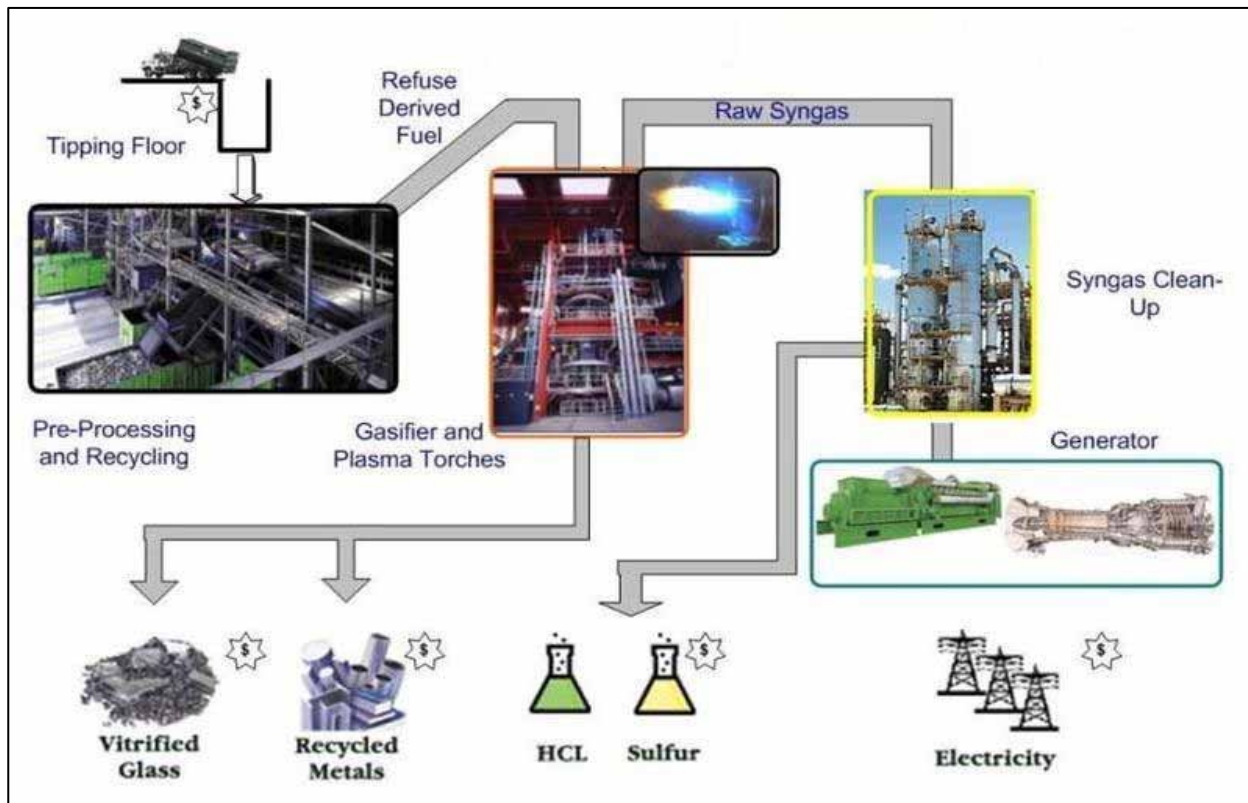 $
Tipping Floor
Refuse
Derived
Fuel
Raw Syngas
Syngas Clean-
Up
Pre-Processing
and Recycling
Gasifier and
Plasma Torches
Generator
$
$
$
$
Vitrified
Glass
Recycled
Metals
HCL
Sulfur
Electricity